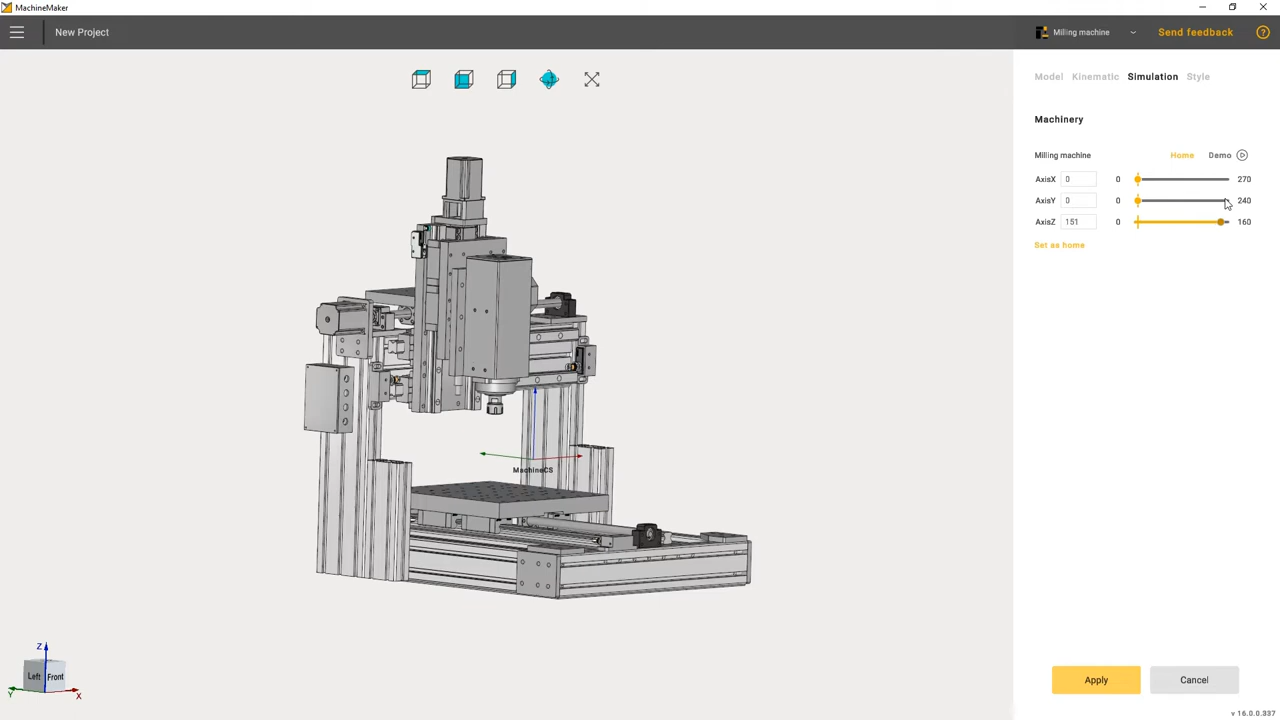 MachineMaker
New Project
Milling machine
Send feedback
?
Model Kinematic Simulation Style
Machinery
Milling machine Home Demo
AxisX 0 0 270
AxisY 0 0 240
AxisZ 151 0 160
Set as home
MachineCS
Z
Left Front
Y X
Apply Cancel
v 16.0.0.337